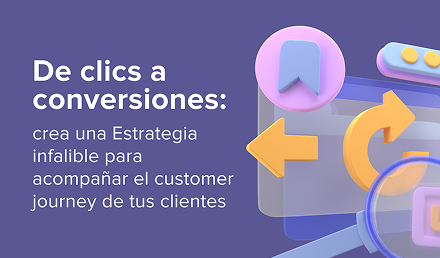 De clics a
conversiones:
crea una Estrategia
infalible para
acompañar el customer
journey de tus clientes